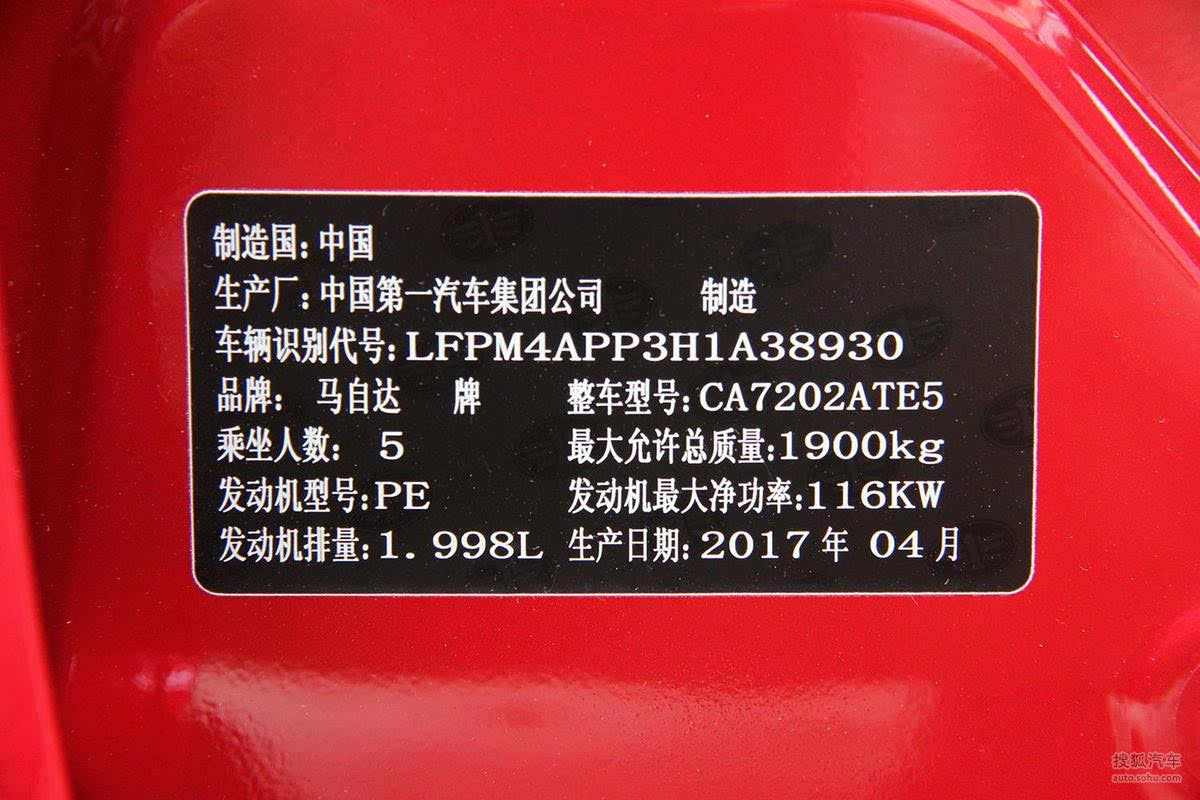 制造国:中国
生产厂:中国第一汽车集团公司 制造
车辆识别代号:LFPM4APP3H1A38930
品牌: 马自达 牌 整车型号:CA7202ATE5
乘坐人数: 5 最大允许总质量:1900kg
发动机型号:PE 发动机最大净功率:116KW
发动机排量:1.998L 生产日期:2017年 04月
搜狐汽车
auto.sohu.com